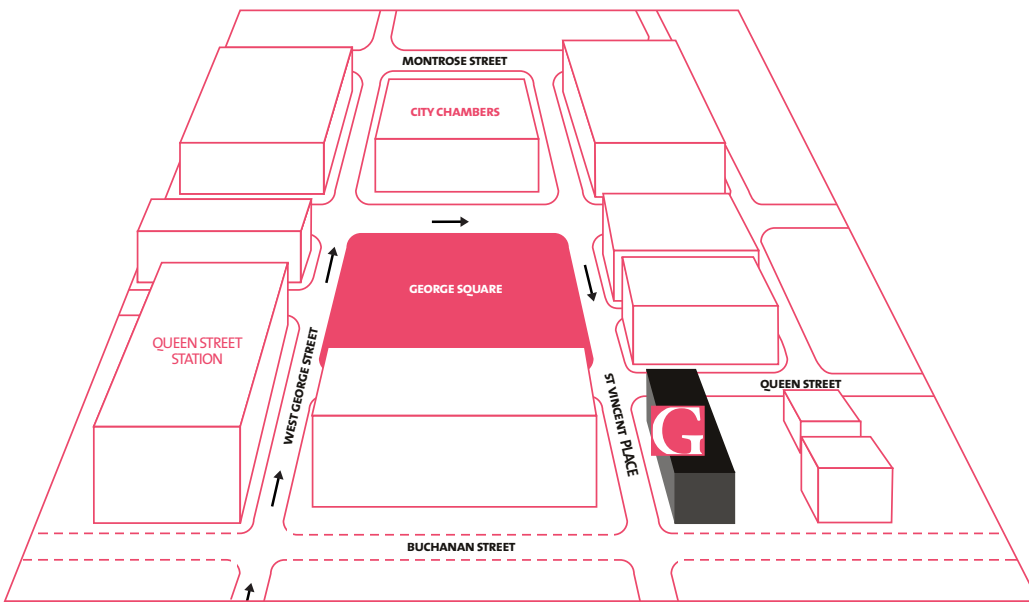 MONTROSE STREET
CITY CHAMBERS
GEORGE SQUARE
QUEEN STREET
STATION
WEST GEORGE STREET
ST VINCENT PLACE
QUEEN STREET
G
BUCHANAN STREET